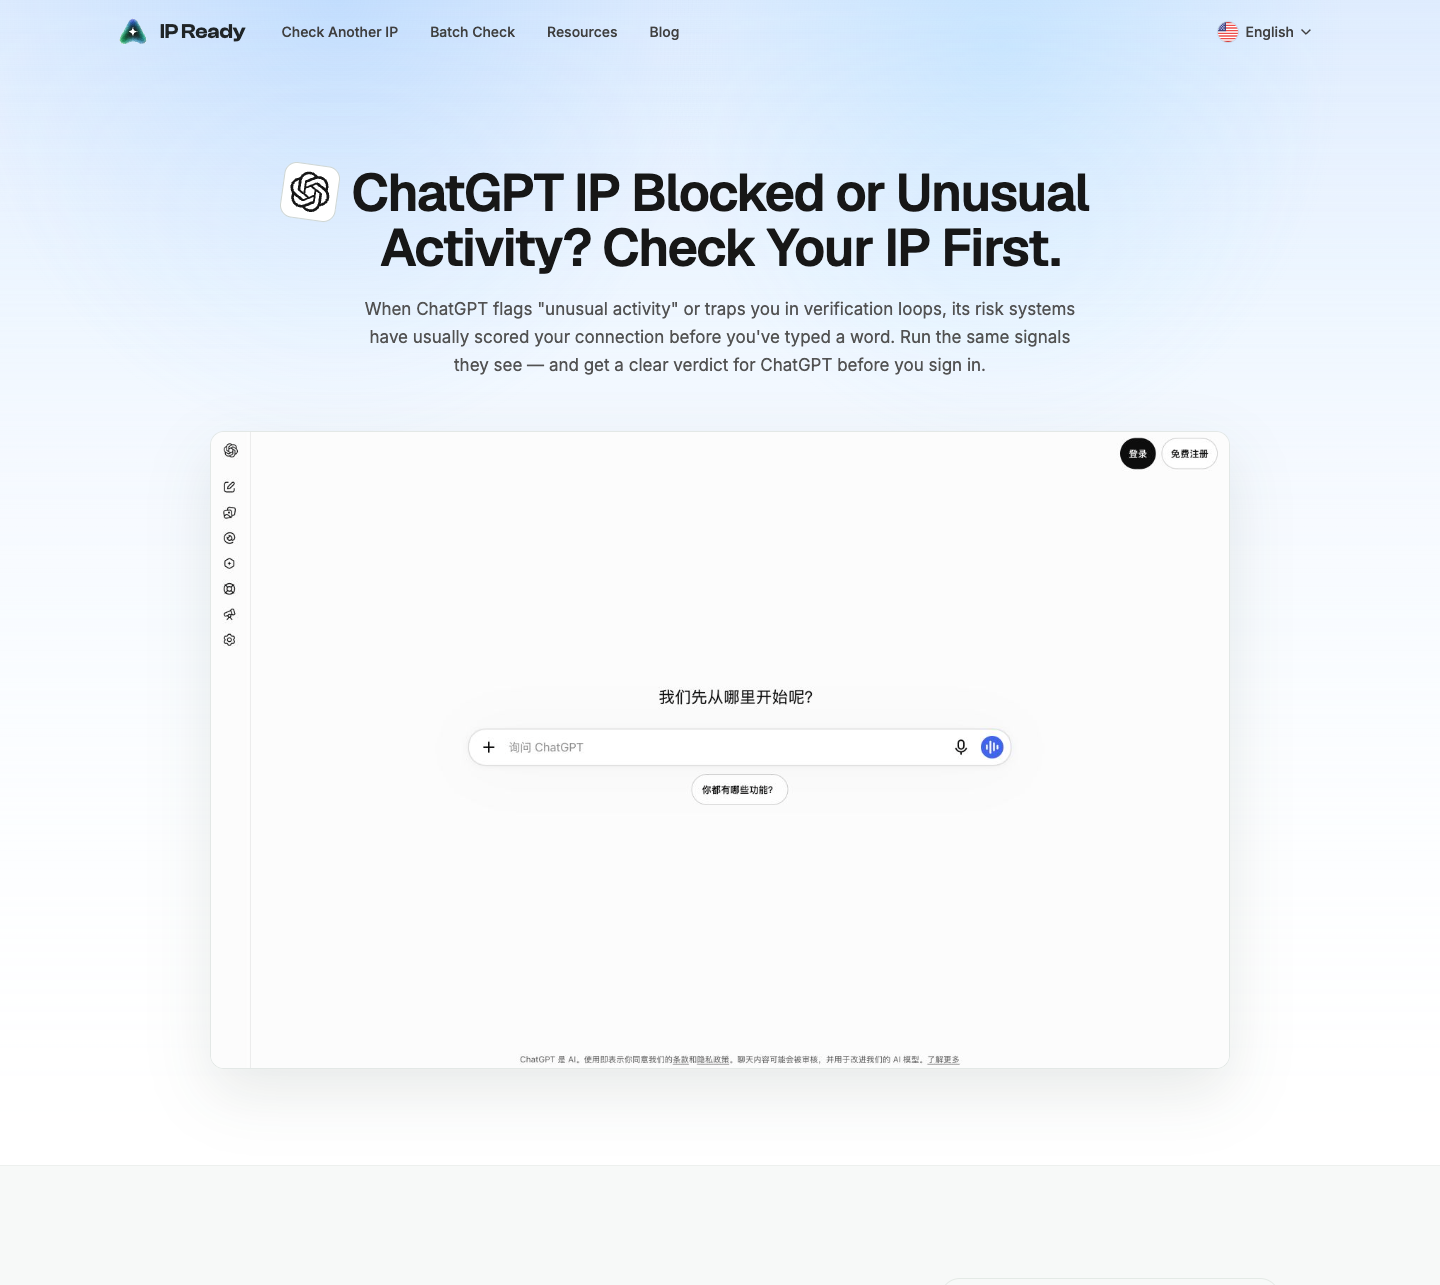 IP Ready
Check Another IP
Batch Check
Resources
Blog
English
ChatGPT IP Blocked or Unusual
Activity? Check Your IP First.
When ChatGPT flags "unusual activity" or traps you in verification loops, its risk systems
have usually scored your connection before you've typed a word. Run the same signals
they see — and get a clear verdict for ChatGPT before you sign in.
登录
免费注册
我们先从哪里开始呢?
询问 ChatGPT
你都有哪些功能?
ChatGPT 是 AI。使用即表示你同意我们的条款和隐私政策。聊天内容可能会被审核，并用于改进我们的 AI 模型。了解更多